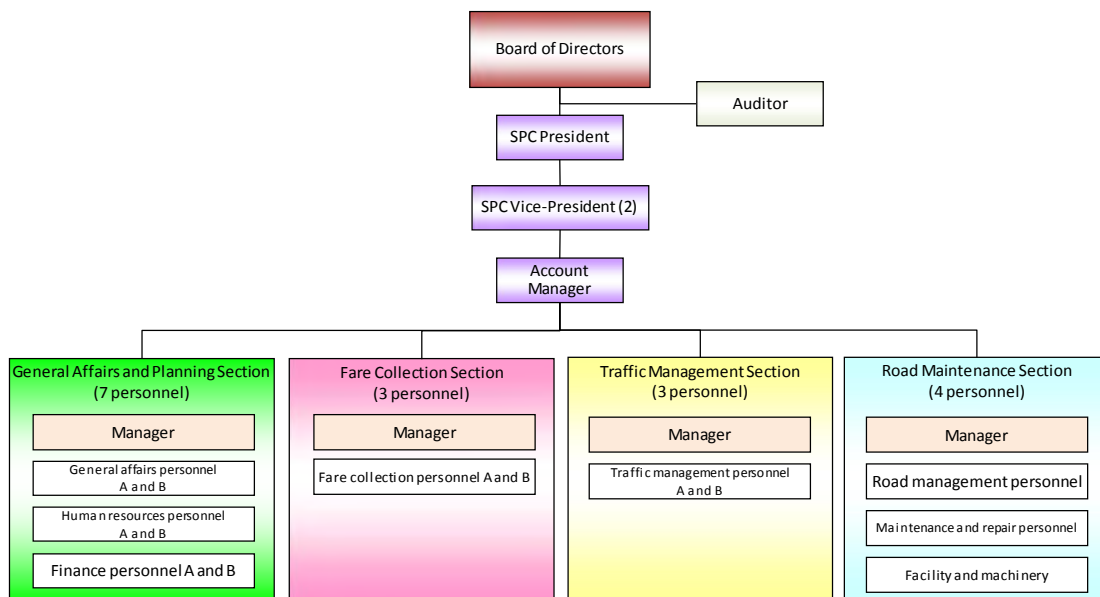 Board of Directors
Auditor
SPC President
SPC Vice-President (2)
Account
Manager
General Affairs and Planning Section
(7 personnel)
Manager
General affairs personnel
A and B
Human resources personnel
A and B
Finance personnel A and B
Fare Collection Section
(3 personnel)
Manager
Fare collection personnel A and B
Traffic Management Section
(3 personnel)
Manager
Traffic management personnel
A and B
Road Maintenance Section
(4 personnel)
Manager
Road management personnel
Maintenance and repair personnel
Facility and machinery